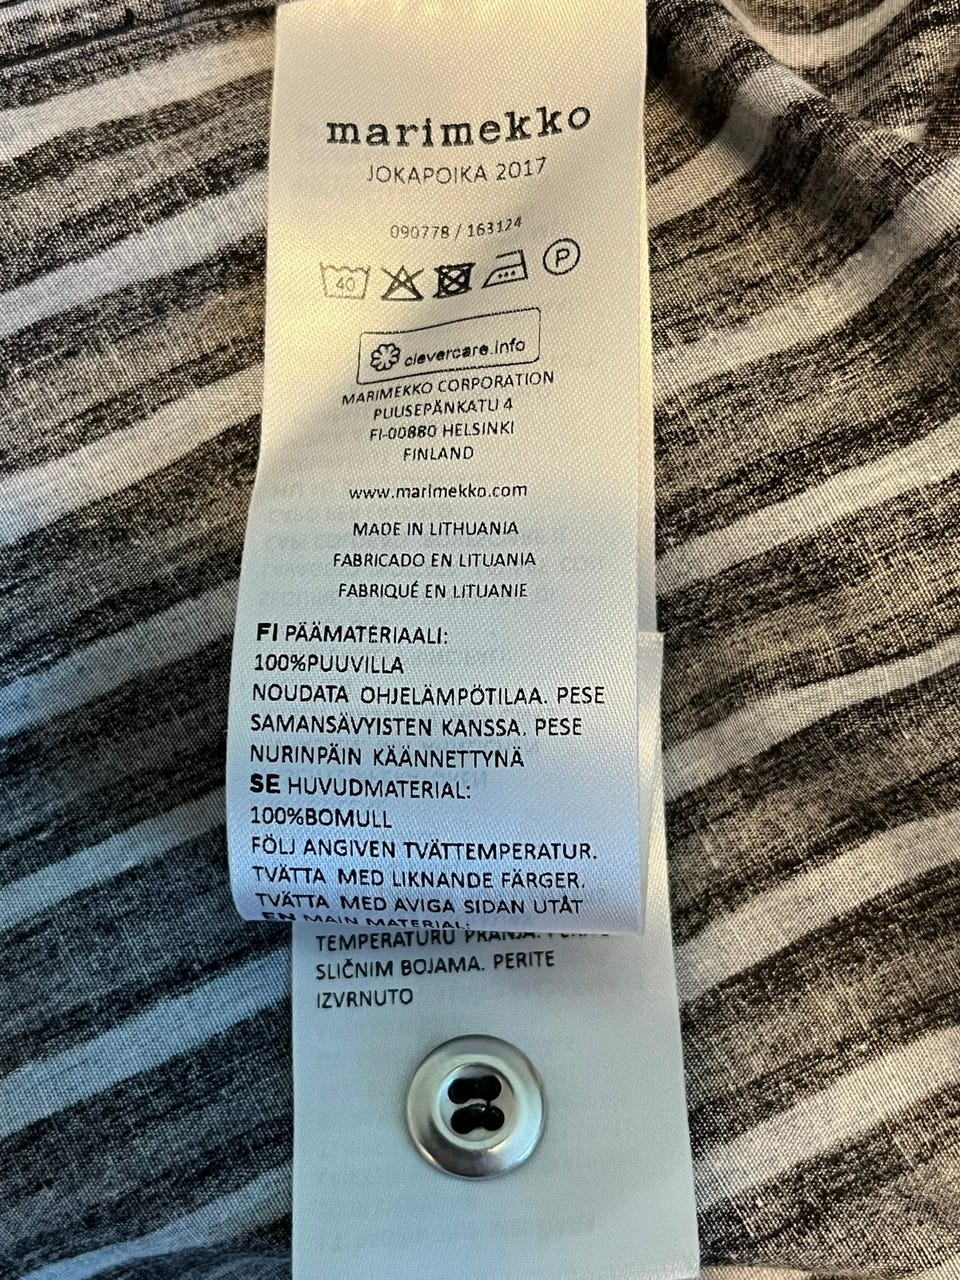 marimekko
JOKAPOIKA 2017
090778 / 163124
40
P
clevercare.info
MARIMEKKO CORPORATION
PUUSEPÄNKATU 4
FI-00880 HELSINKI
FINLAND
www.marimekko.com
MADE IN LITHUANIA
FABRICADO EN LITUANIA
FABRIQUÉ EN LITUANIE
FI PÄÄMATERIAALI:
100%PUUVILLA
NOUDATA OHJELÄMPÖTILAA. PESE
SAMANSÄVYISTEN KANSSA. PESE
NURINPÄIN KÄÄNNETTYNÄ
SE HUVUDMATERIAL:
100%BOMULL
FÖLJ ANGIVEN TVÄTTEMPERATUR.
TVÄTTA MED LIKNANDE FÄRGER.
TVÄTTA MED AVIGA SIDAN UTÅT
EN MAIN MATERIAL:
TEMPERATURU PRANJA.
SLIČNIM BOJAMA. PERITE
IZVRNUTO